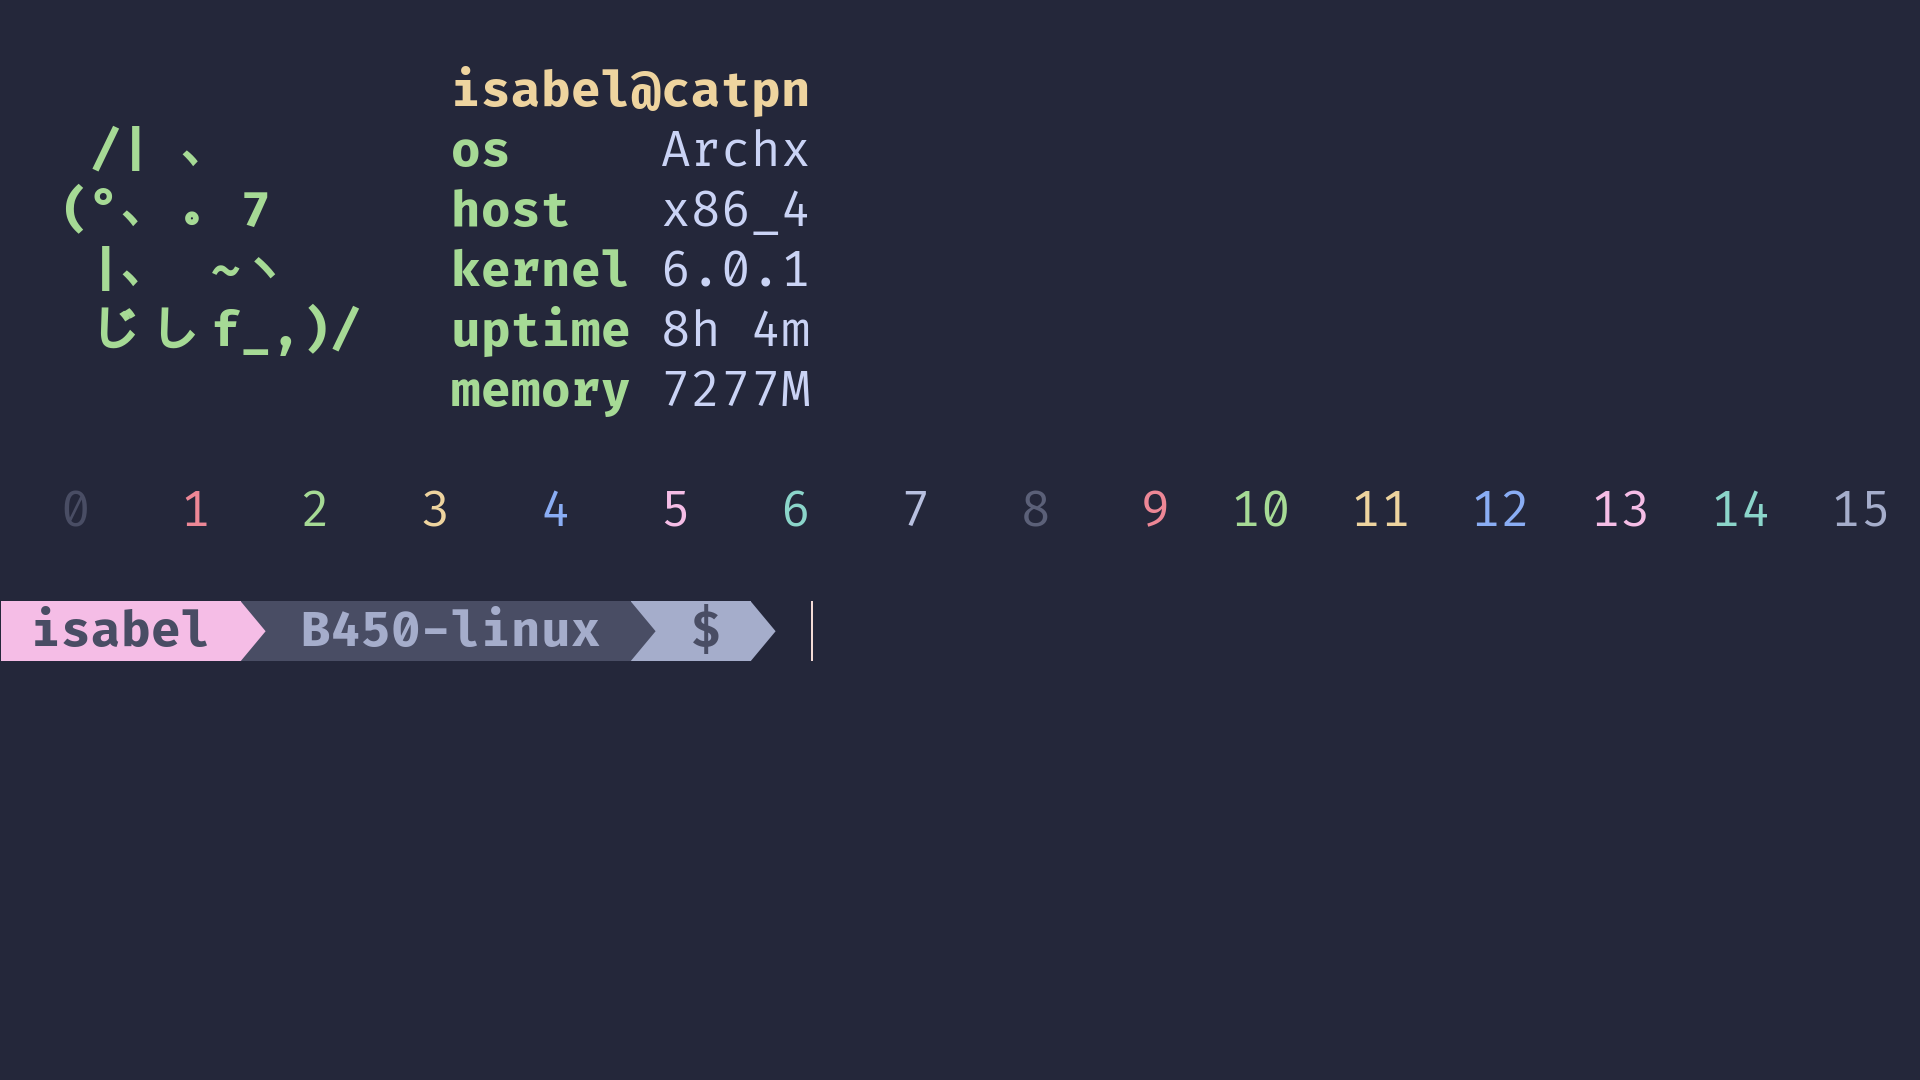 isabel@catpn
/| 、 os Archx
(°、 。 7 host x86_4
|、 ~ヽ kernel 6.0.1
じしf_,)/ uptime 8h 4m
memory 7277M
0 1 2 3 4 5 6 7 8 9 10 11 12 13 14 15
isabel B450-linux $